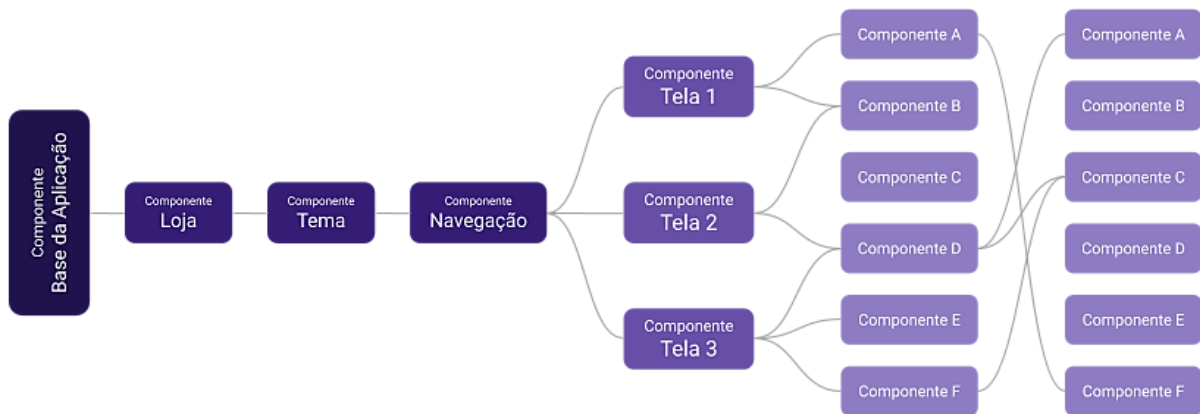 Componente
Base da Aplicação
Componente
Loja
Componente
Tema
Componente
Navegação
Componente
Tela 1
Componente
Tela 2
Componente
Tela 3
Componente A
Componente B
Componente C
Componente D
Componente E
Componente F
Componente A
Componente B
Componente C
Componente D
Componente E
Componente F